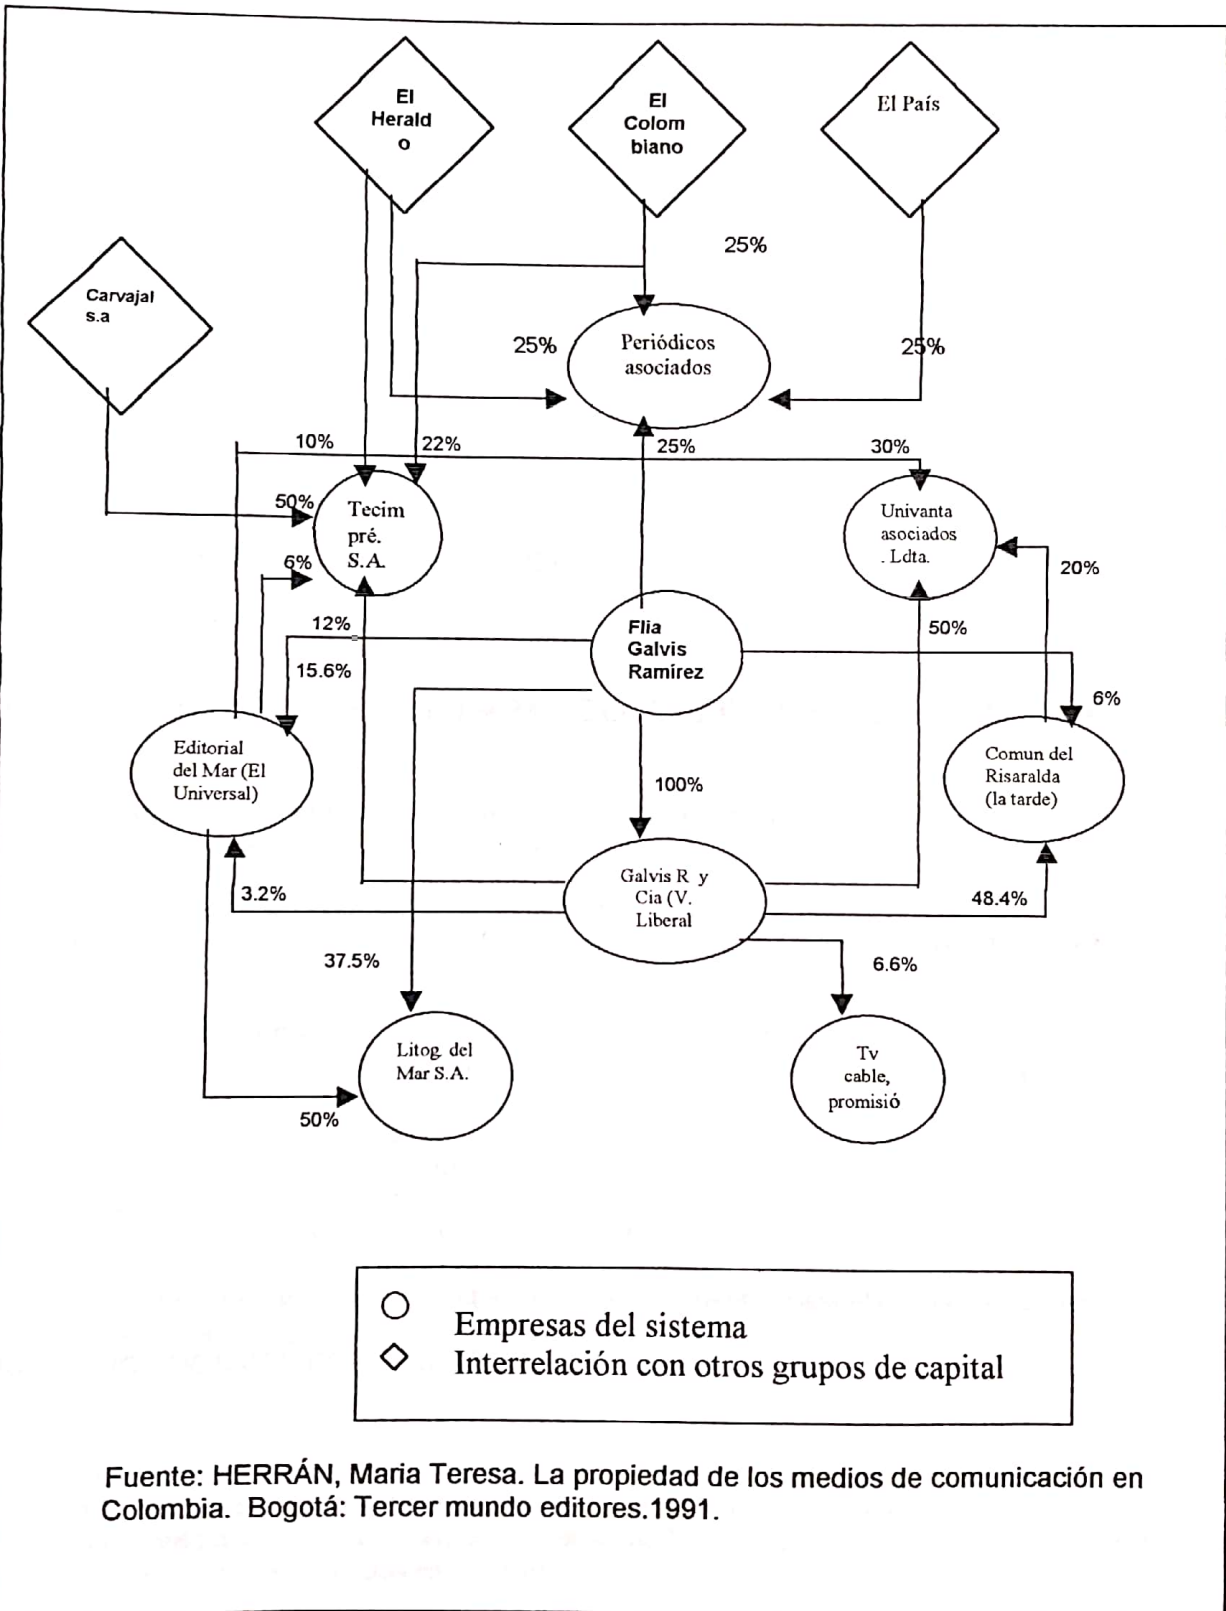 El
Herald
o
El
Colom
biano
El País
25%
Carvajal
s.a
25%
Periódicos
asociados
25%
10%
22%
25%
30%
50%
Tecim
pré.
S.A.
Univanta
asociados
. Ldta.
6%
20%
12%
Flia
Galvis
Ramírez
50%
15.6%
6%
Editorial
del Mar (El
Universal)
Comun del
Risaralda
(la tarde)
100%
3.2%
Galvis R y
Cia (V.
Liberal
48.4%
37.5%
6.6%
Litog. del
Mar S.A.
Tv
cable,
promisió
50%
Empresas del sistema
Interrelación con otros grupos de capital
Fuente: HERRÁN, Maria Teresa. La propiedad de los medios de comunicación en
Colombia. Bogotá: Tercer mundo editores.1991.